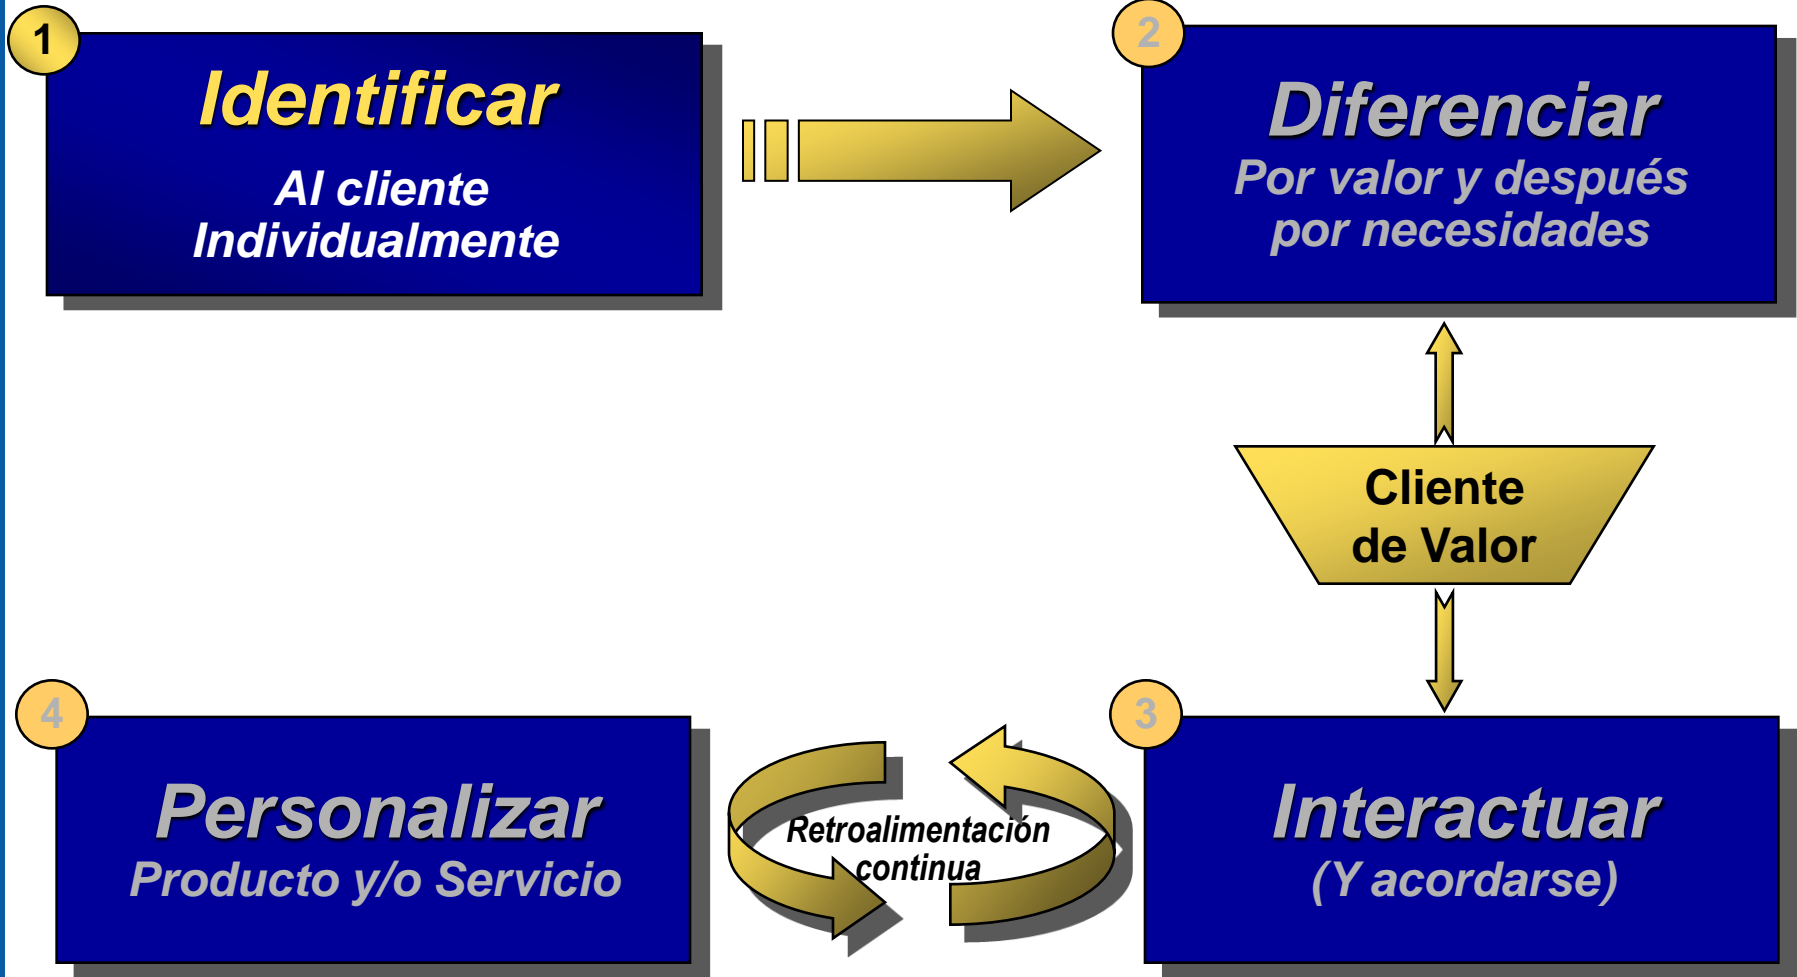 1
Identificar
Al cliente
Individualmente
2
Diferenciar
Por valor y después
por necesidades
Cliente
de Valor
3
Interactuar
(Y acordarse)
Retroalimentación
continua
4
Personalizar
Producto y/o Servicio